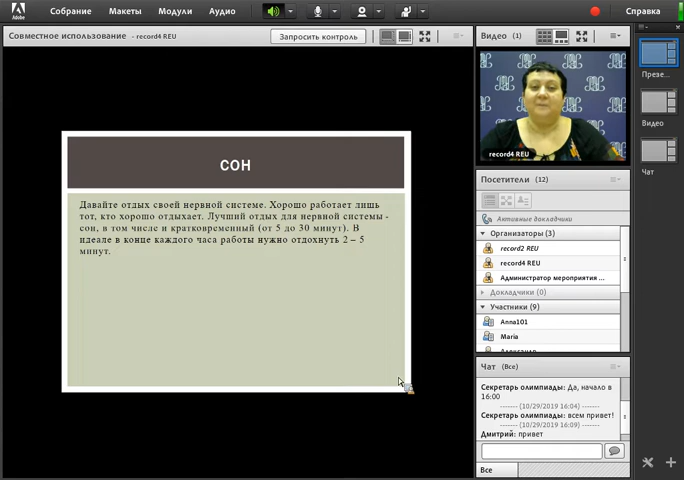 Adobe
Собрание
Макеты
Модули
Аудио
Справка
Совместное использование - record4 REU
Запросить контроль
СОН
Давайте отдых своей нервной системе. Хорошо работает лишь
тот, кто хорошо отдыхает. Лучший отдых для нервной системы -
сон, в том числе и кратковременный (от 5 до 30 минут). В
идеале в конце каждого часа работы нужно отдохнуть 2 – 5
минут.
Видео (1)
record4 REU
Посетители (12)
Активные докладчики
Организаторы (3)
record2 REU
record4 REU
Администратор мероприятия ...
Докладчики (0)
Участники (9)
Anna101
Maria
Александр
Чат (Все)
Секретарь олимпиады: Да, начало в
16:00
------- (10/29/2019 16:04) -------
Секретарь олимпиады: всем привет!
------- (10/29/2019 16:09) -------
Дмитрий: привет
Все
Презе...
Видео
Чат